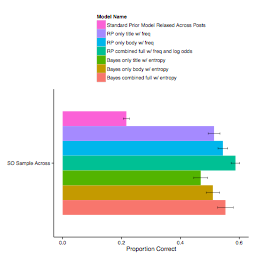 Model Name
Standard Prior Model Relaxed Across Posts
RP only title w/ freq
RP only body w/ freq
RP combined full w/ freq and log odds
Bayes only title w/ entropy
Bayes only body w/ entropy
Bayes combined full w/ entropy
SO Sample Across
0.0 0.2 0.4 0.6
Proportion Correct